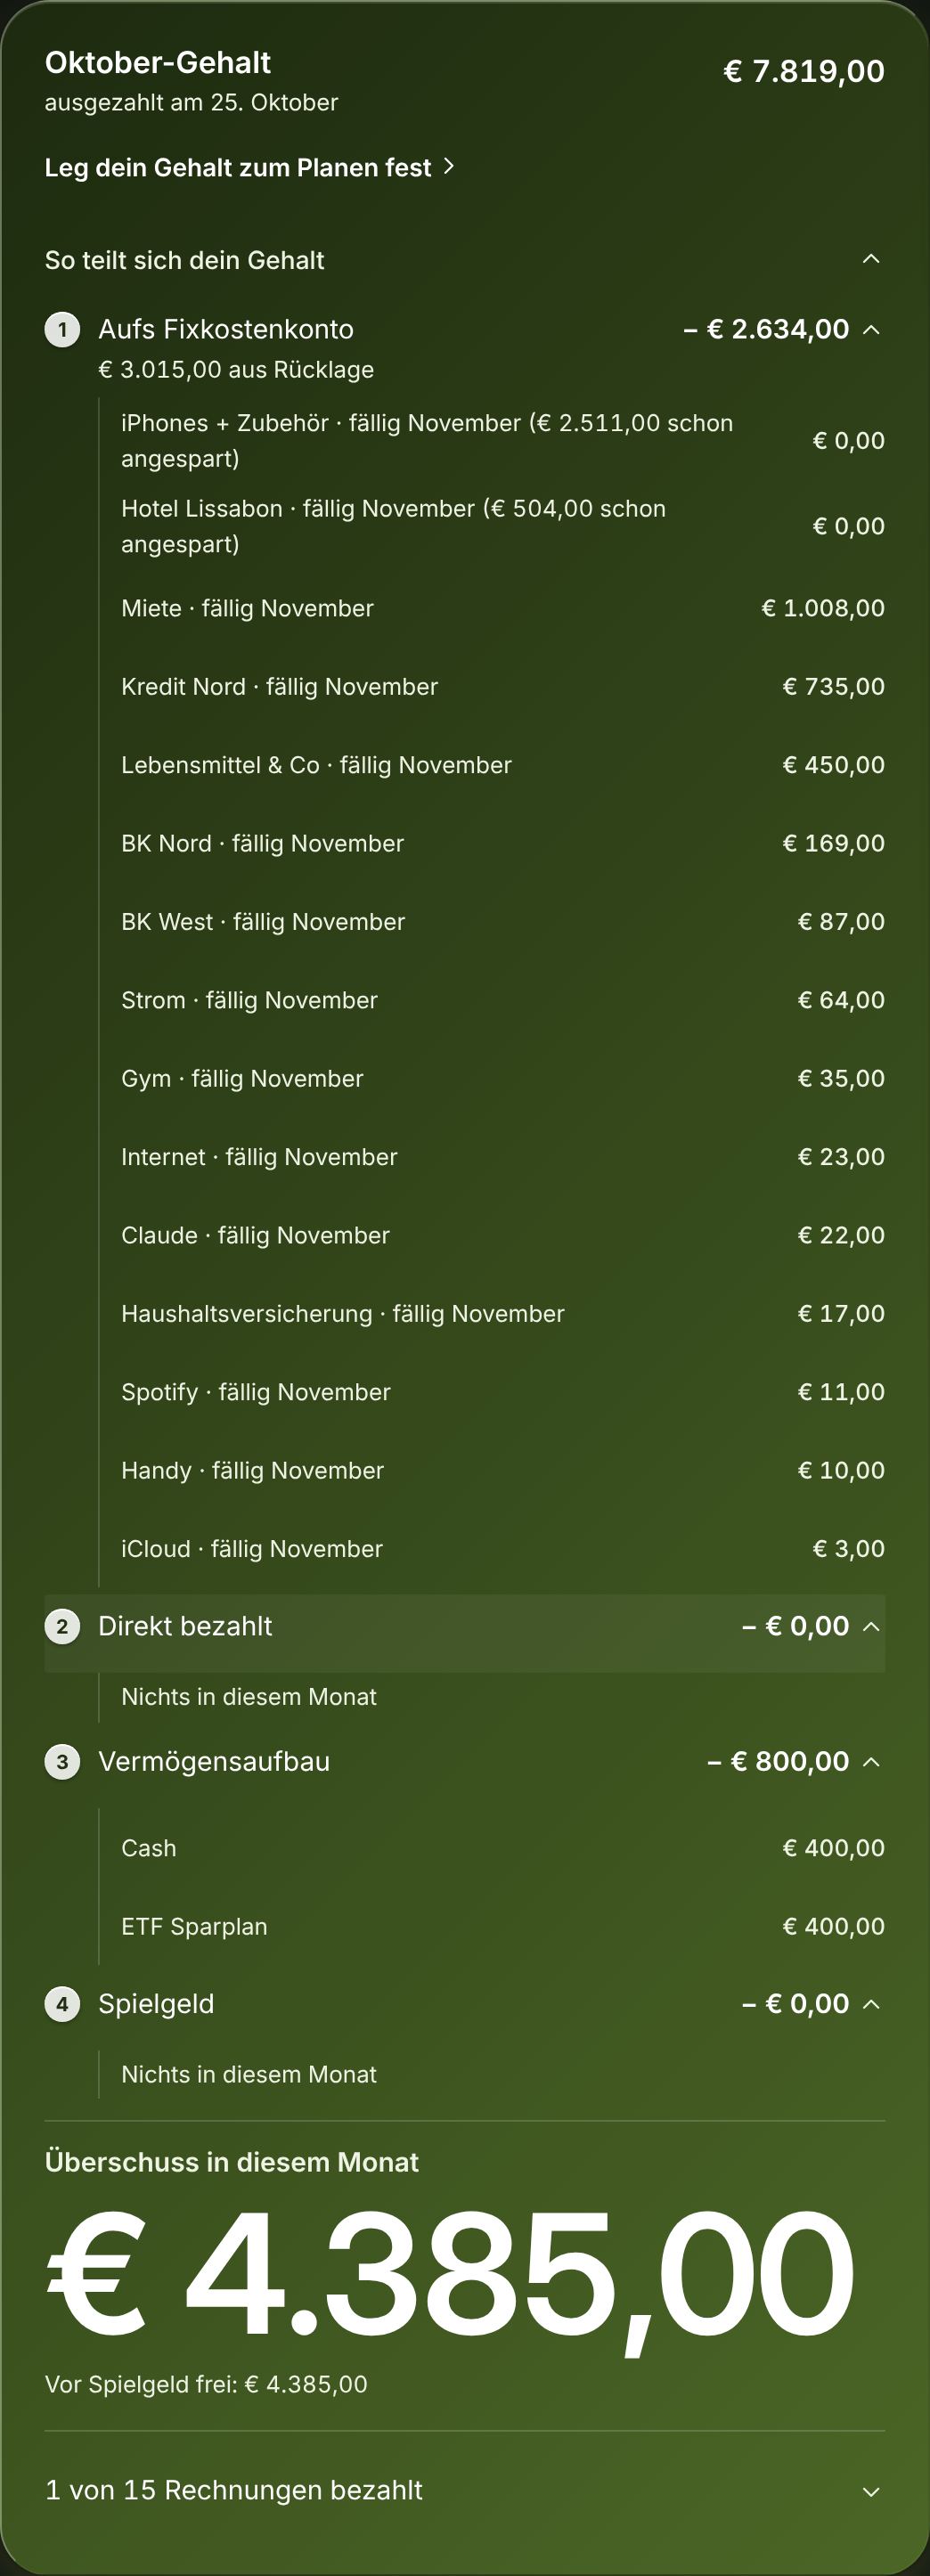 Oktober-Gehalt
€ 7.819,00
ausgezahlt am 25. Oktober
Leg dein Gehalt zum Planen fest
So teilt sich dein Gehalt
1 Aufs Fixkostenkonto – € 2.634,00
€ 3.015,00 aus Rücklage
iPhones + Zubehör · fällig November (€ 2.511,00 schon
angespart)
€ 0,00
Hotel Lissabon · fällig November (€ 504,00 schon
angespart)
€ 0,00
Miete · fällig November € 1.008,00
Kredit Nord · fällig November € 735,00
Lebensmittel & Co · fällig November € 450,00
BK Nord · fällig November € 169,00
BK West · fällig November € 87,00
Strom · fällig November € 64,00
Gym · fällig November € 35,00
Internet · fällig November € 23,00
Claude · fällig November € 22,00
Haushaltsversicherung · fällig November € 17,00
Spotify · fällig November € 11,00
Handy · fällig November € 10,00
iCloud · fällig November € 3,00
2 Direkt bezahlt – € 0,00
Nichts in diesem Monat
3 Vermögensaufbau – € 800,00
Cash € 400,00
ETF Sparplan € 400,00
4 Spielgeld – € 0,00
Nichts in diesem Monat
Überschuss in diesem Monat
€ 4.385,00
Vor Spielgeld frei: € 4.385,00
1 von 15 Rechnungen bezahlt